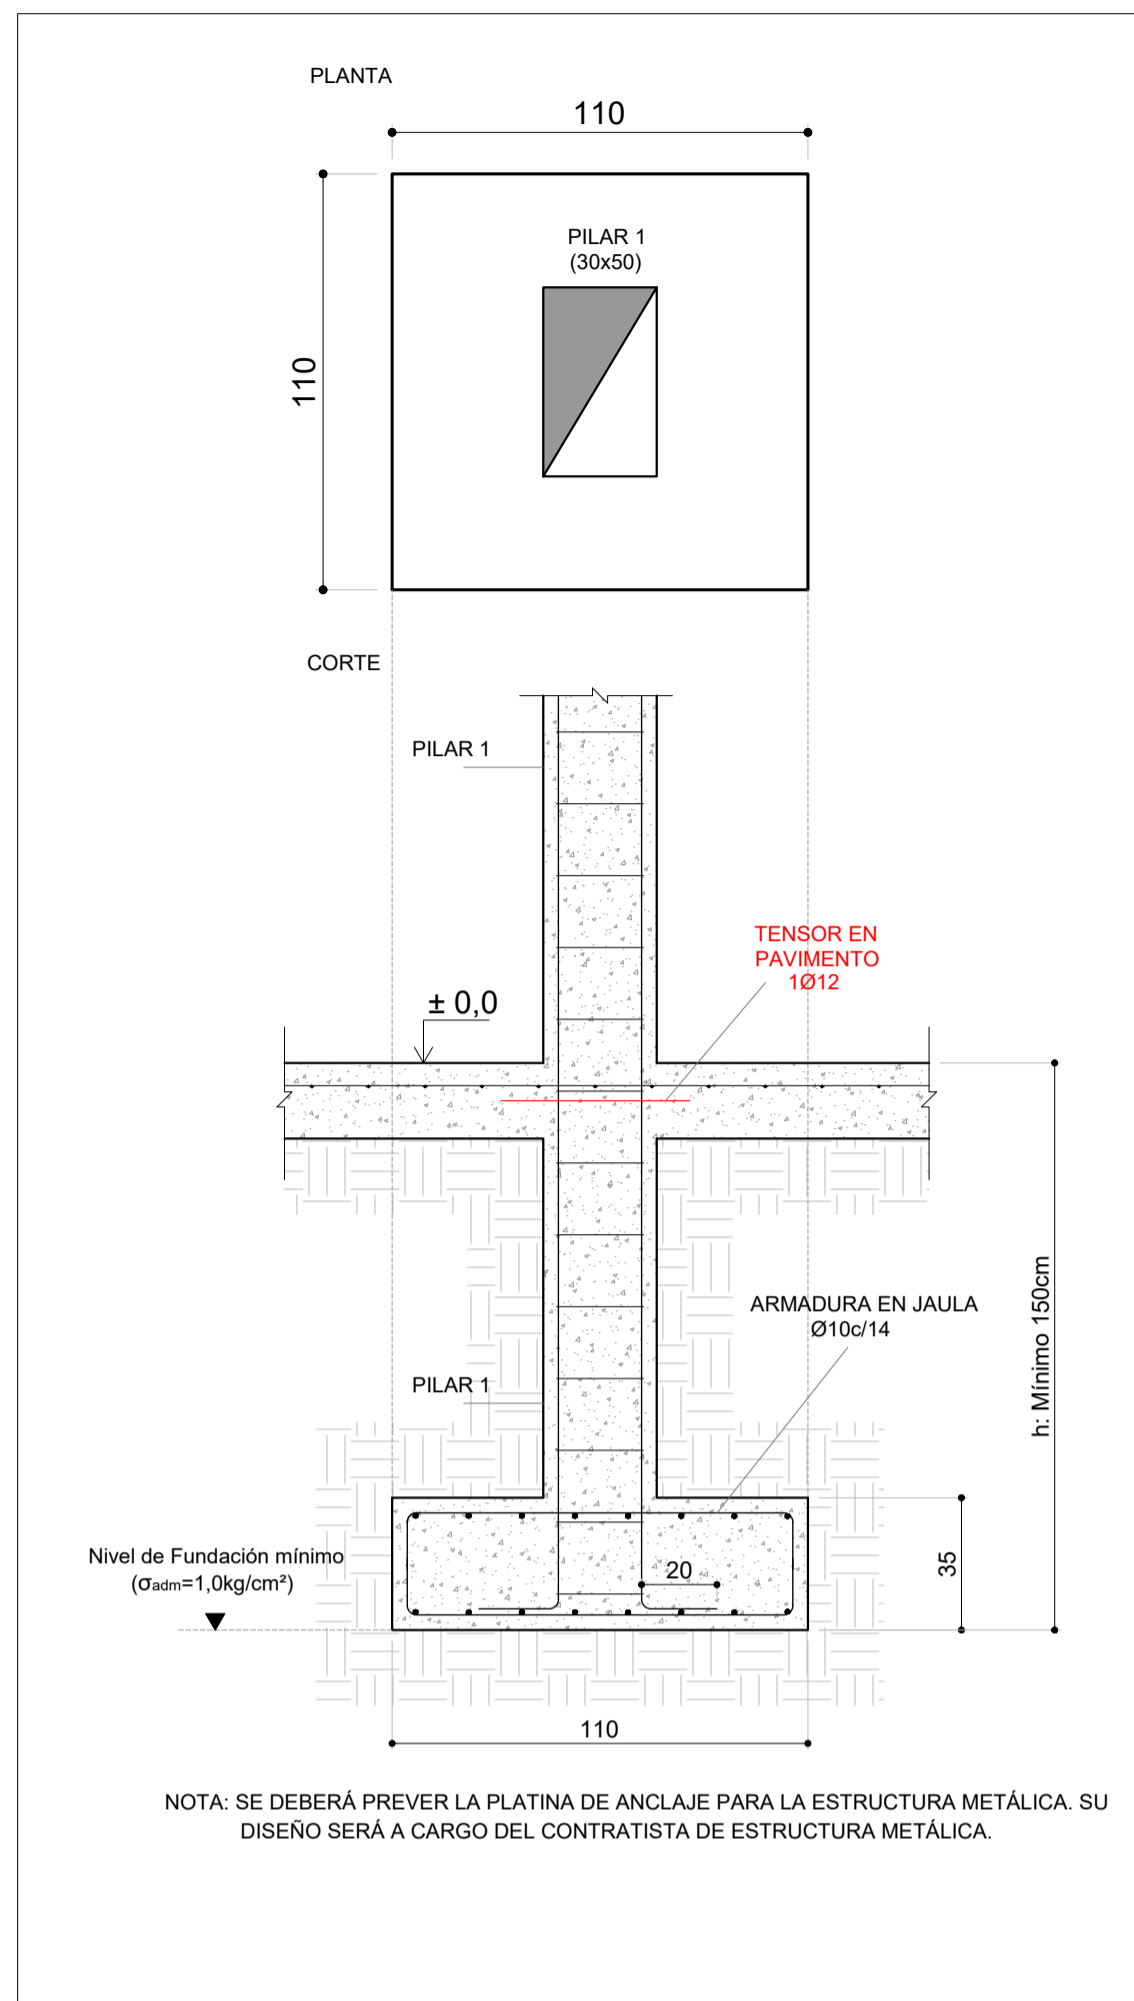 PLANTA
110
110
PILAR 1
(30x50)
CORTE
PILAR 1
TENSOR EN
PAVIMENTO
1Ø12
± 0,0
ARMADURA EN JAULA
Ø10c/14
h: Mínimo 150cm
PILAR 1
Nivel de Fundación mínimo
(σadm=1,0kg/cm²)
20
35
110
NOTA: SE DEBERÁ PREVER LA PLATINA DE ANCLAJE PARA LA ESTRUCTURA METÁLICA. SU
DISEÑO SERÁ A CARGO DEL CONTRATISTA DE ESTRUCTURA METÁLICA.